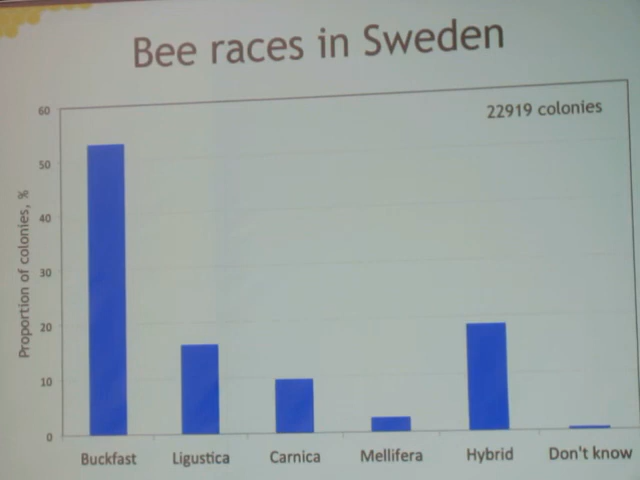 Bee races in Sweden
22919 colonies
Proportion of colonies, %
60
50
40
30
20
10
0
Buckfast Ligustica Carnica Mellifera Hybrid Don't know